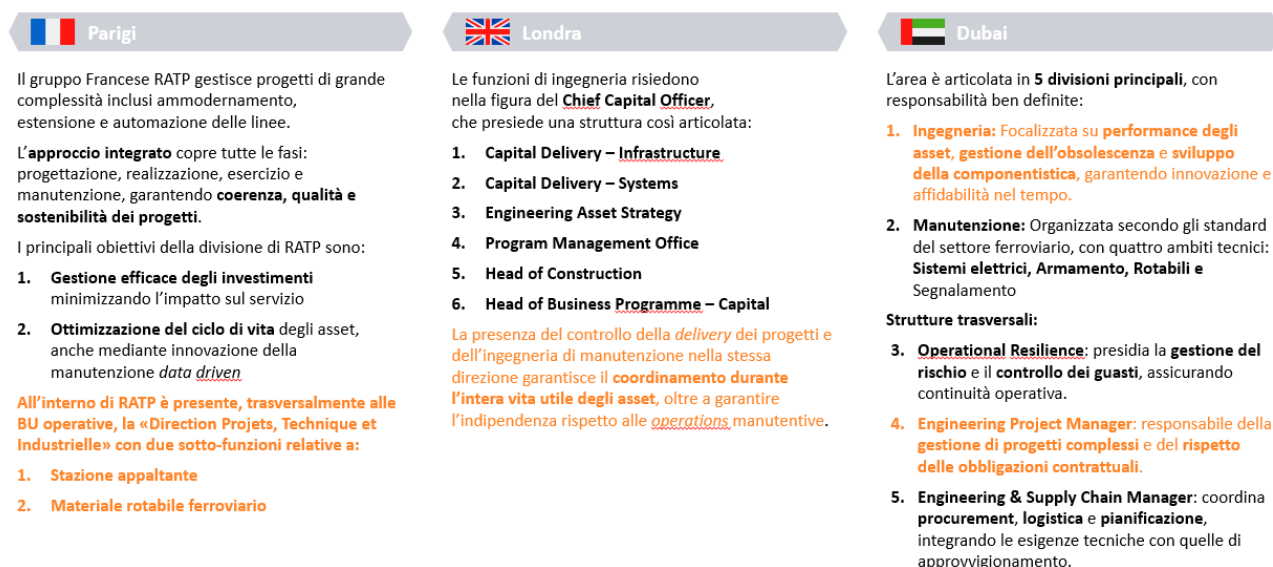 Parigi
Il gruppo Francese RATP gestisce progetti di grande
complessità inclusi ammodernamento,
estensione e automazione delle linee.
L'approccio integrato copre tutte le fasi:
progettazione, realizzazione, esercizio e
manutenzione, garantendo coerenza, qualità e
sostenibilità dei progetti.
I principali obiettivi della divisione di RATP sono:
1. Gestione efficace degli investimenti
minimizzando l'impatto sul servizio
2. Ottimizzazione del ciclo di vita degli asset,
anche mediante innovazione della
manutenzione data driven
All'interno di RATP è presente, trasversalmente alle
BU operative, la «Direction Projets, Technique et
Industrielle» con due sotto-funzioni relative a:
1. Stazione appaltante
2. Materiale rotabile ferroviario
Londra
Le funzioni di ingegneria risiedono
nella figura del Chief Capital Officer,
che presiede una struttura così articolata:
1. Capital Delivery – Infrastructure
2. Capital Delivery – Systems
3. Engineering Asset Strategy
4. Program Management Office
5. Head of Construction
6. Head of Business Programme – Capital
La presenza del controllo della delivery dei progetti e
dell'ingegneria di manutenzione nella stessa
direzione garantisce il coordinamento durante
l'intera vita utile degli asset, oltre a garantire
l'indipendenza rispetto alle operations manutentive.
Dubai
L'area è articolata in 5 divisioni principali, con
responsabilità ben definite:
1. Ingegneria: Focalizzata su performance degli
asset, gestione dell'obsolescenza e sviluppo
della componentistica, garantendo innovazione e
affidabilità nel tempo.
2. Manutenzione: Organizzata secondo gli standard
del settore ferroviario, con quattro ambiti tecnici:
Sistemi elettrici, Armamento, Rotabili e
Segnalamento
Strutture trasversali:
3. Operational Resilience: presidia la gestione del
rischio e il controllo dei guasti, assicurando
continuità operativa.
4. Engineering Project Manager: responsabile della
gestione di progetti complessi e del rispetto
delle obbligazioni contrattuali.
5. Engineering & Supply Chain Manager: coordina
procurement, logistica e pianificazione,
integrando le esigenze tecniche con quelle di
approvvigionamento.